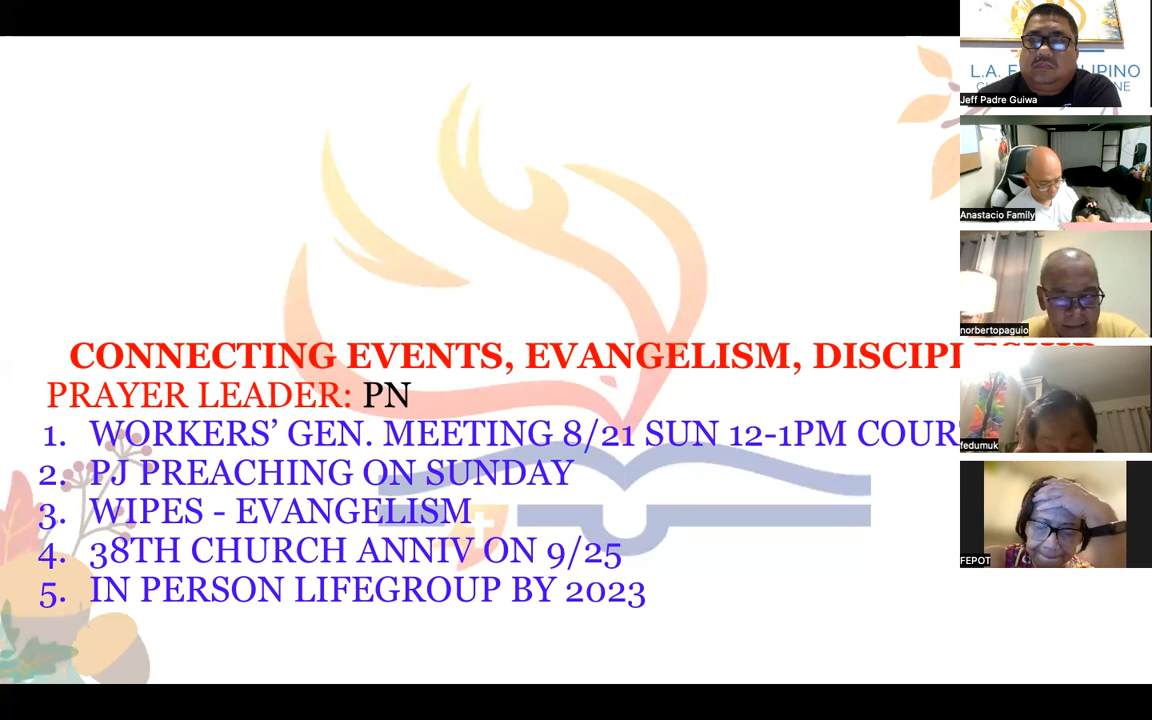 CONNECTING EVENTS, EVANGELISM,
PRAYER LEADER: PN
1. WORKERS' GEN. MEETING 8/21 SUN 12-1PM
2. PJ PREACHING ON SUNDAY
3. WIPES - EVANGELISM
4. 38TH CHURCH ANNIV ON 9/25
5. IN PERSON LIFEGROUP BY 2023
L.A. FILIPINO
Jeff Padre Guiwa
Anastacio Family
norbertopaguio
fedumuk
FEPOT